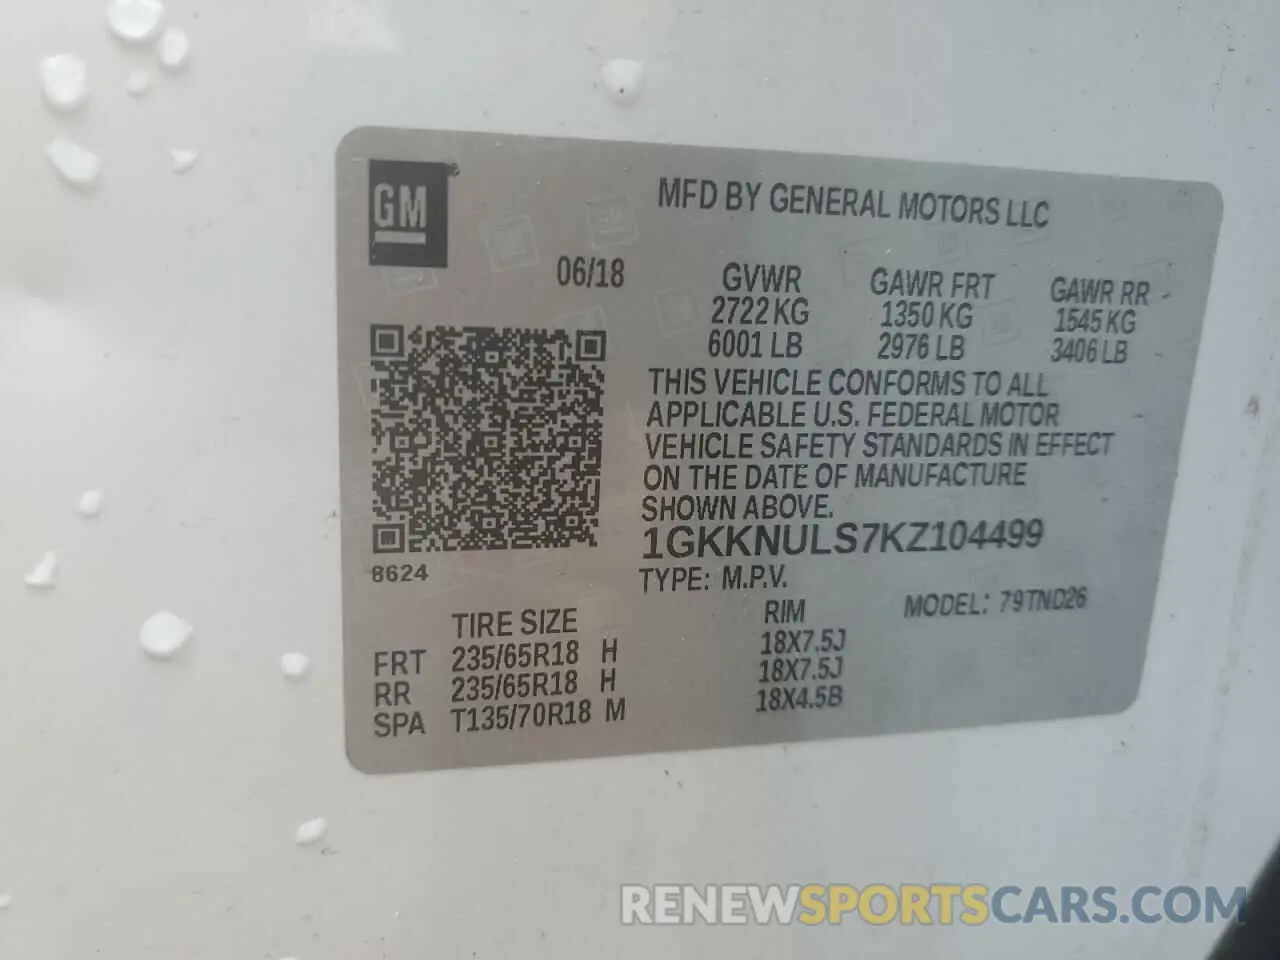 GM
MFD BY GENERAL MOTORS LLC
06/18
GVWR GAWR FRT GAWR RR
2722 KG 1350 KG 1545 KG
6001 LB 2976 LB 3406 LB
THIS VEHICLE CONFORMS TO ALL
APPLICABLE U.S. FEDERAL MOTOR
VEHICLE SAFETY STANDARDS IN EFFECT
ON THE DATE OF MANUFACTURE
SHOWN ABOVE.
1GKKNULS7KZ104499
8624
TYPE: M.P.V.
MODEL: 79TND26
TIRE SIZE RIM
FRT 235/65R18 H 18X7.5J
RR 235/65R18 H 18X7.5J
SPA T135/70R18 M 18X4.5B
RENEWSPORTSCARS.COM